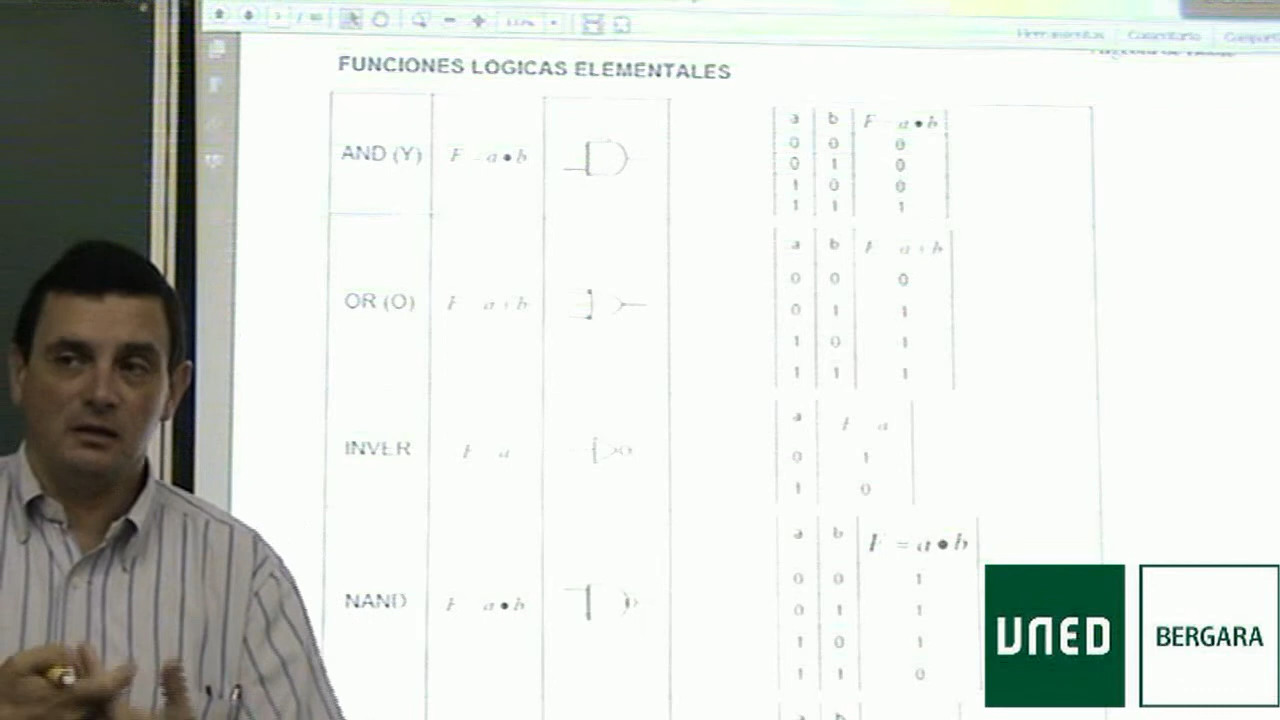 Herramientas Comentario
FUNCIONES LOGICAS ELEMENTALES
AND (Y) F a • b
a b F a • b
0 0 0
0 1 0
1 0 0
1 1 1
OR (O) F a + b
a b F a + b
0 0 0
0 1 1
1 0 1
1 1 1
INVER F a
a F a
0 1
1 0
NAND F a • b
a b F = a • b
0 0 1
0 1 1
1 0 1
1 1 0
a b
UNED
BERGARA